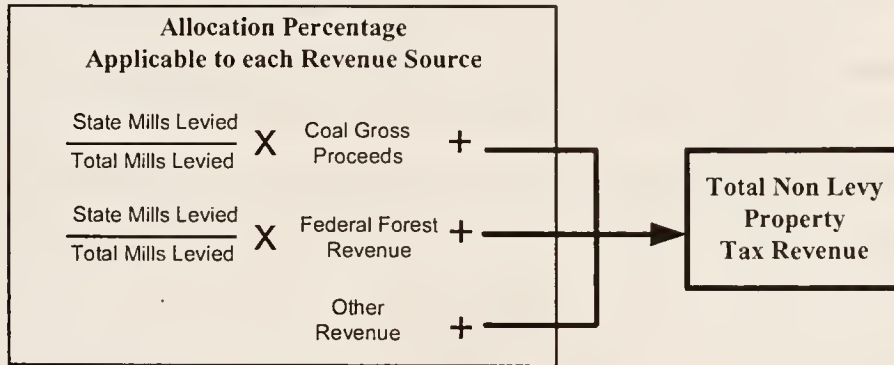 Allocation Percentage
Applicable to each Revenue Source
State Mills Levied
Total Mills Levied
X
Coal Gross
Proceeds
+
State Mills Levied
Total Mills Levied
X
Federal Forest
Revenue
+
Other
Revenue
+
Total Non Levy
Property
Tax Revenue